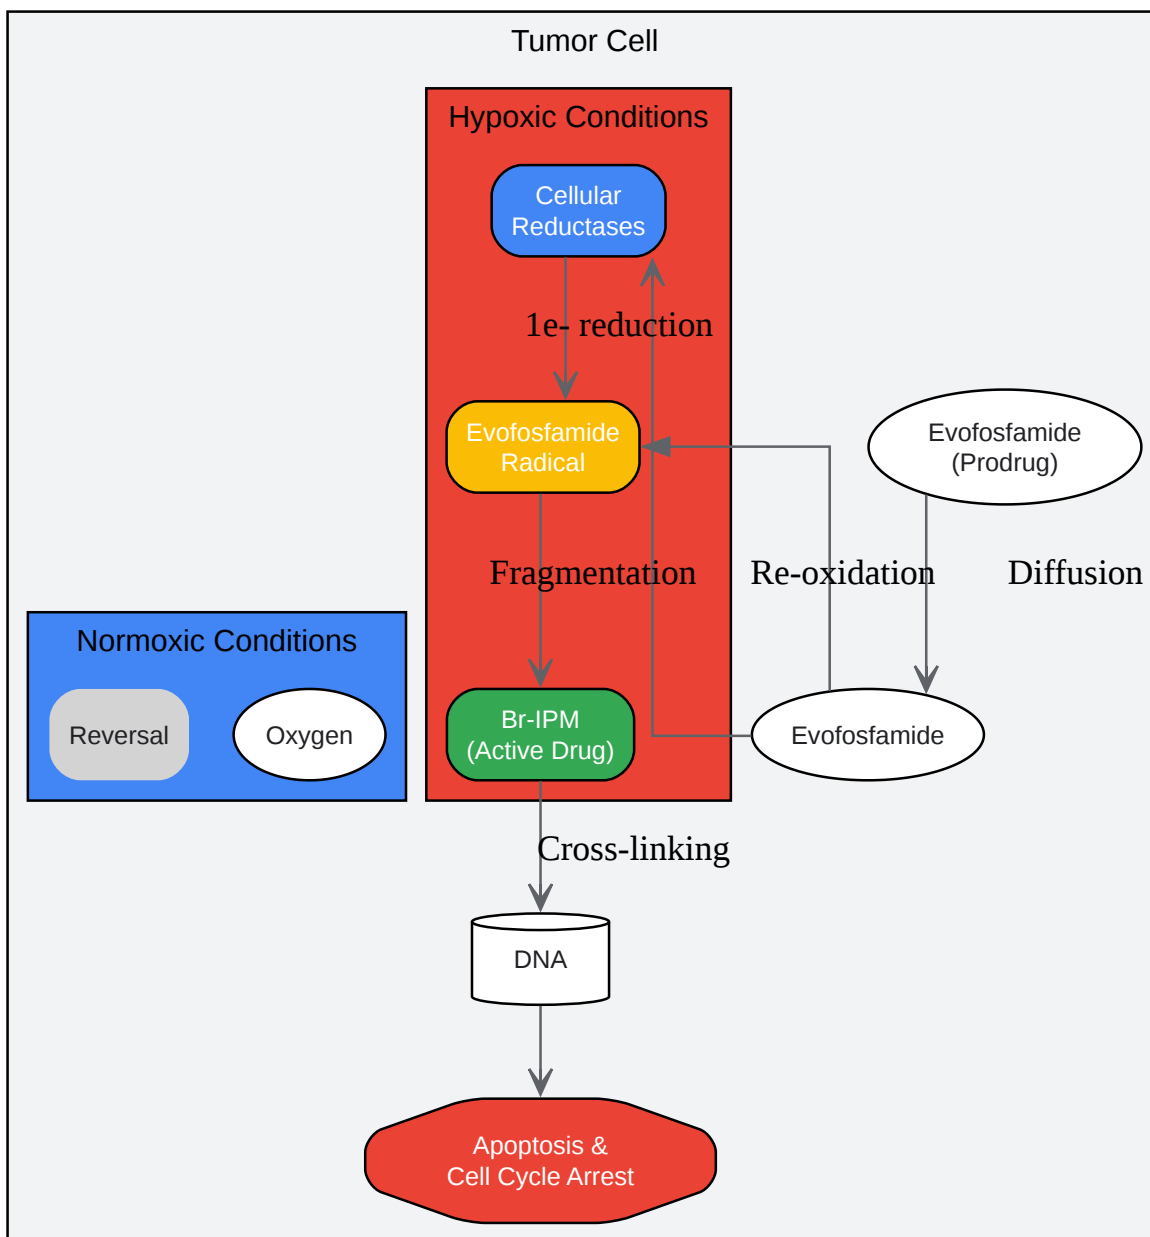 Tumor Cell
Hypoxic Conditions
Cellular
Reductases
1e- reduction
Evofosfamide
Radical
Evofosfamide
(Prodrug)
Fragmentation
Re-oxidation
Diffusion
Normoxic Conditions
Reversal
Oxygen
Br-IPM
(Active Drug)
Evofosfamide
Cross-linking
DNA
Apoptosis &
Cell Cycle Arrest